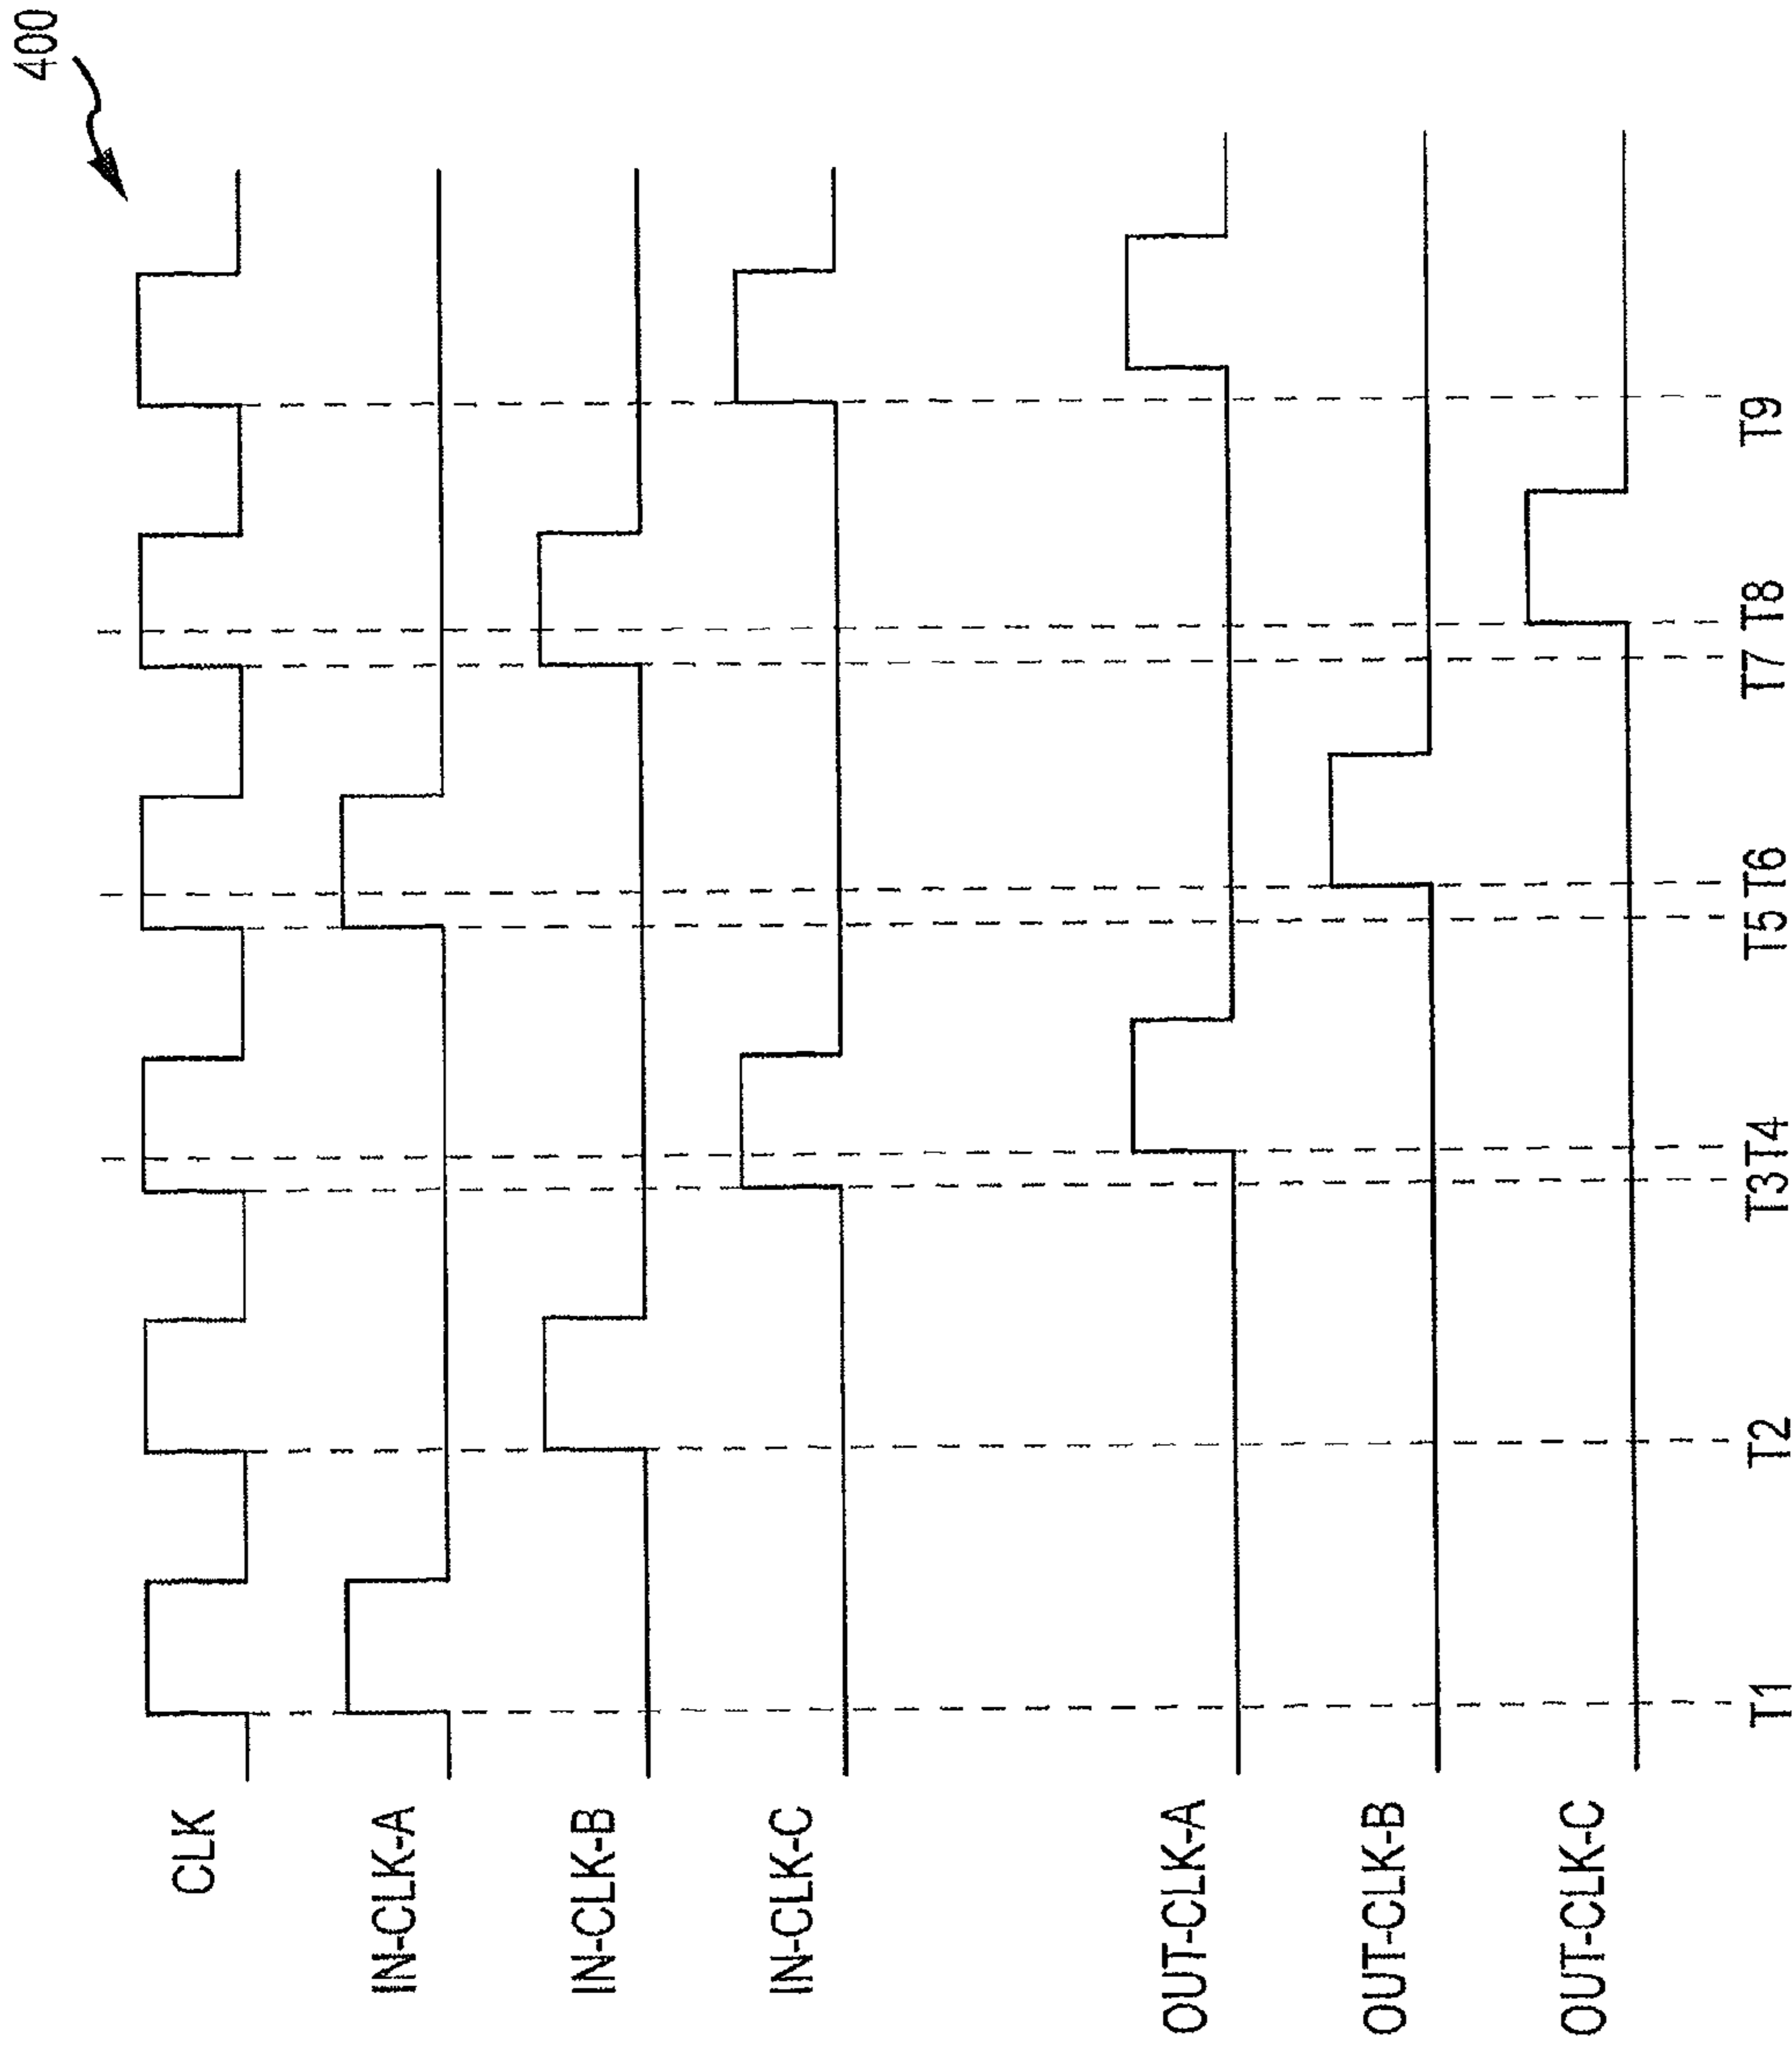 400
CLK
IN-CLK-A
IN-CLK-B
IN-CLK-C
OUT-CLK-A
OUT-CLK-B
OUT-CLK-C
T1 T2 T3 T4 T5 T6 T7 T8 T9